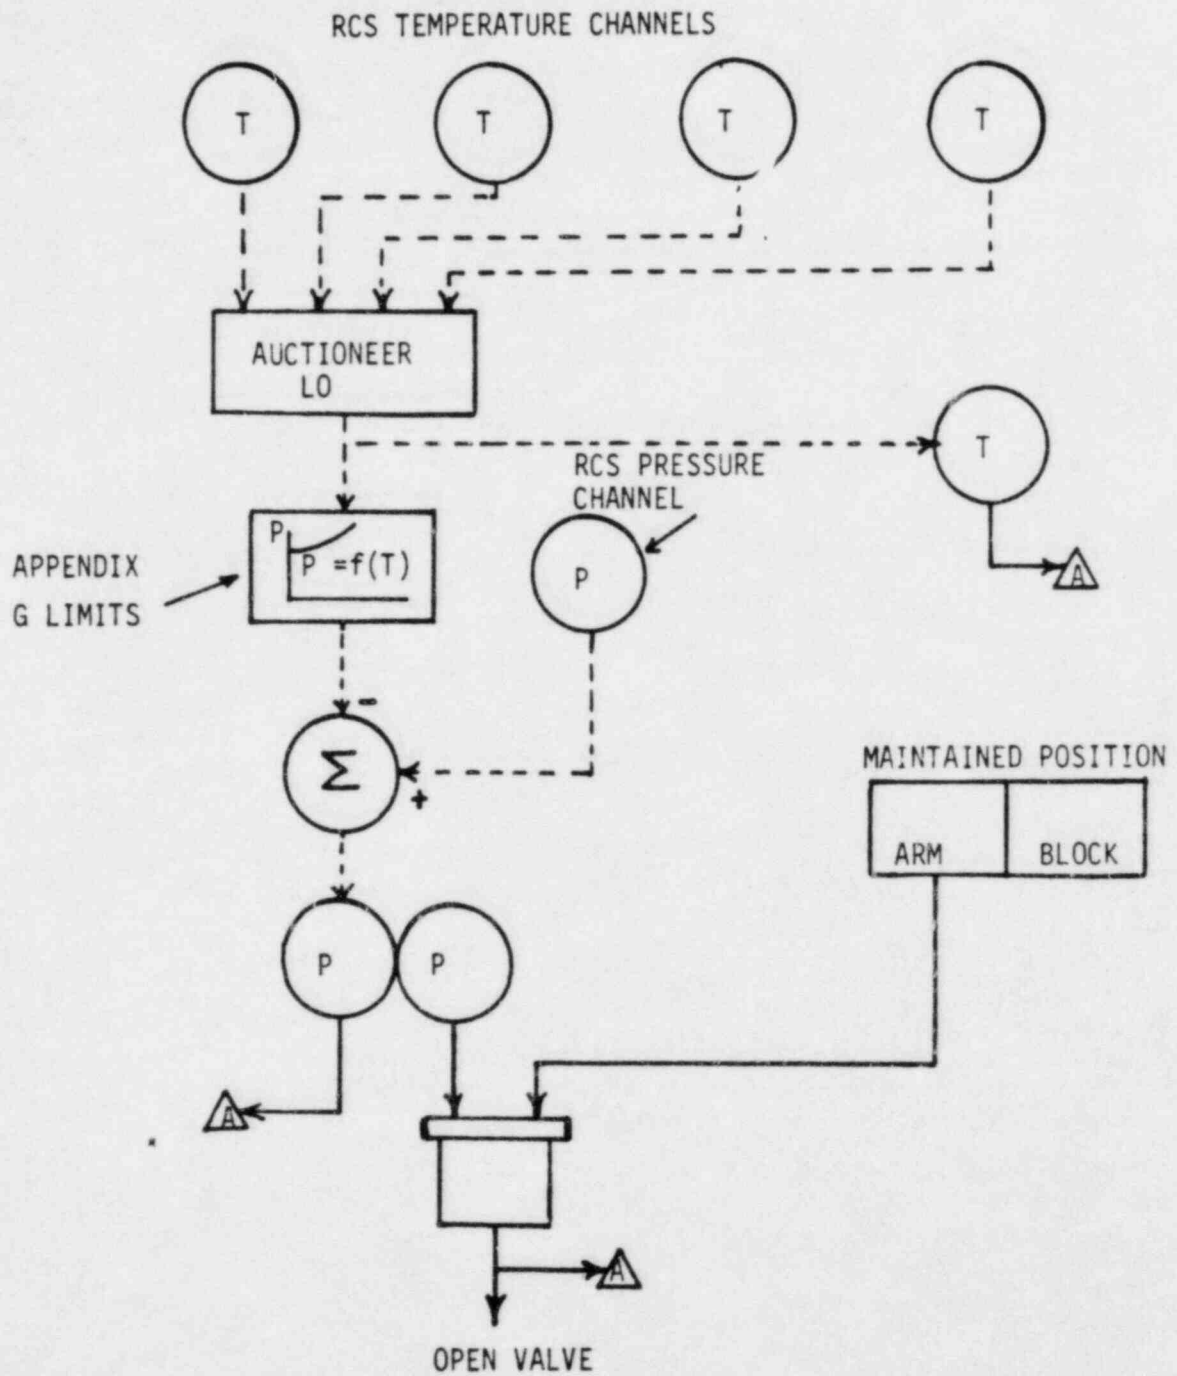 RCS TEMPERATURE CHANNELS
T
T
T
T
AUCTIONEER
LO
T
RCS PRESSURE
CHANNEL
P
P = f(T)
P
A
APPENDIX
G LIMITS
-
Σ
+
MAINTAINED POSITION
ARM
BLOCK
P
P
A
A
OPEN VALVE